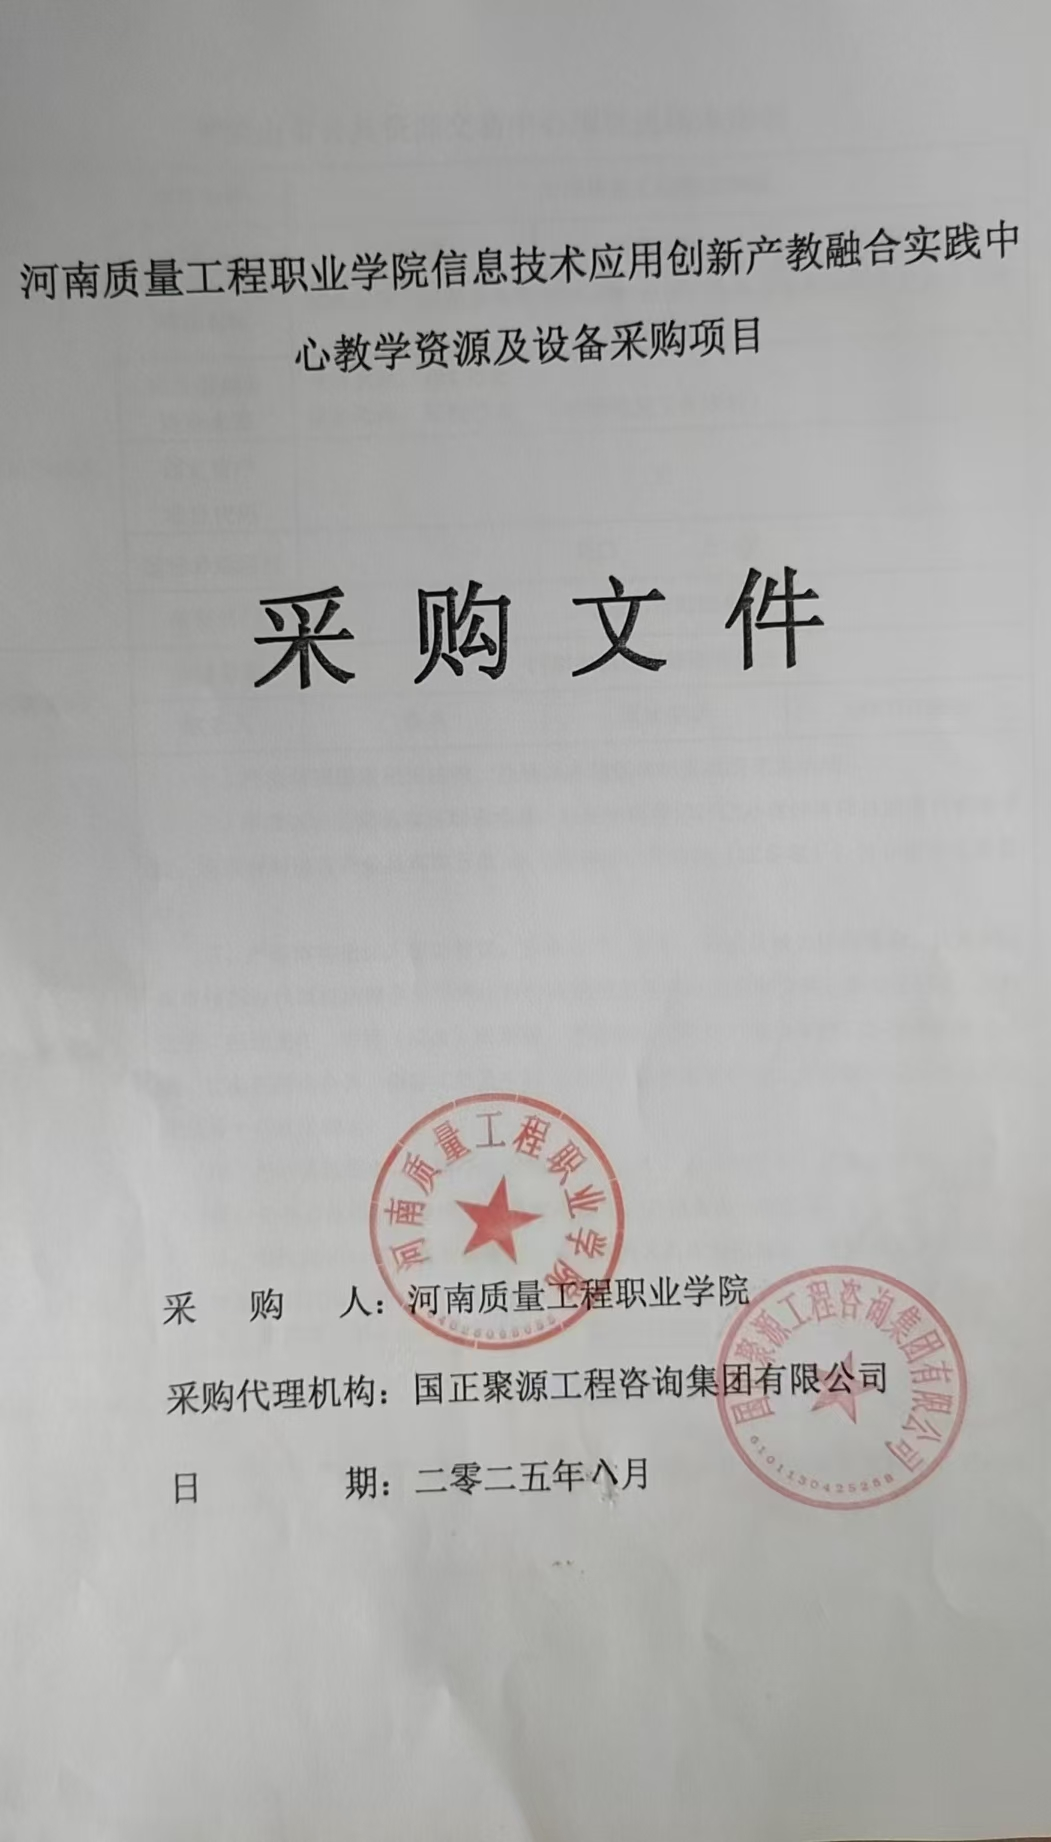 河南质量工程职业学院信息技术应用创新产教融合实践中
心教学资源及设备采购项目
采购文件
河南质量工程职业学院
采 购 人：河南质量工程职业学院
国正聚源工程咨询集团有限公司
6101130425258
采购代理机构：国正聚源工程咨询集团有限公司
日 期：二零二五年八月